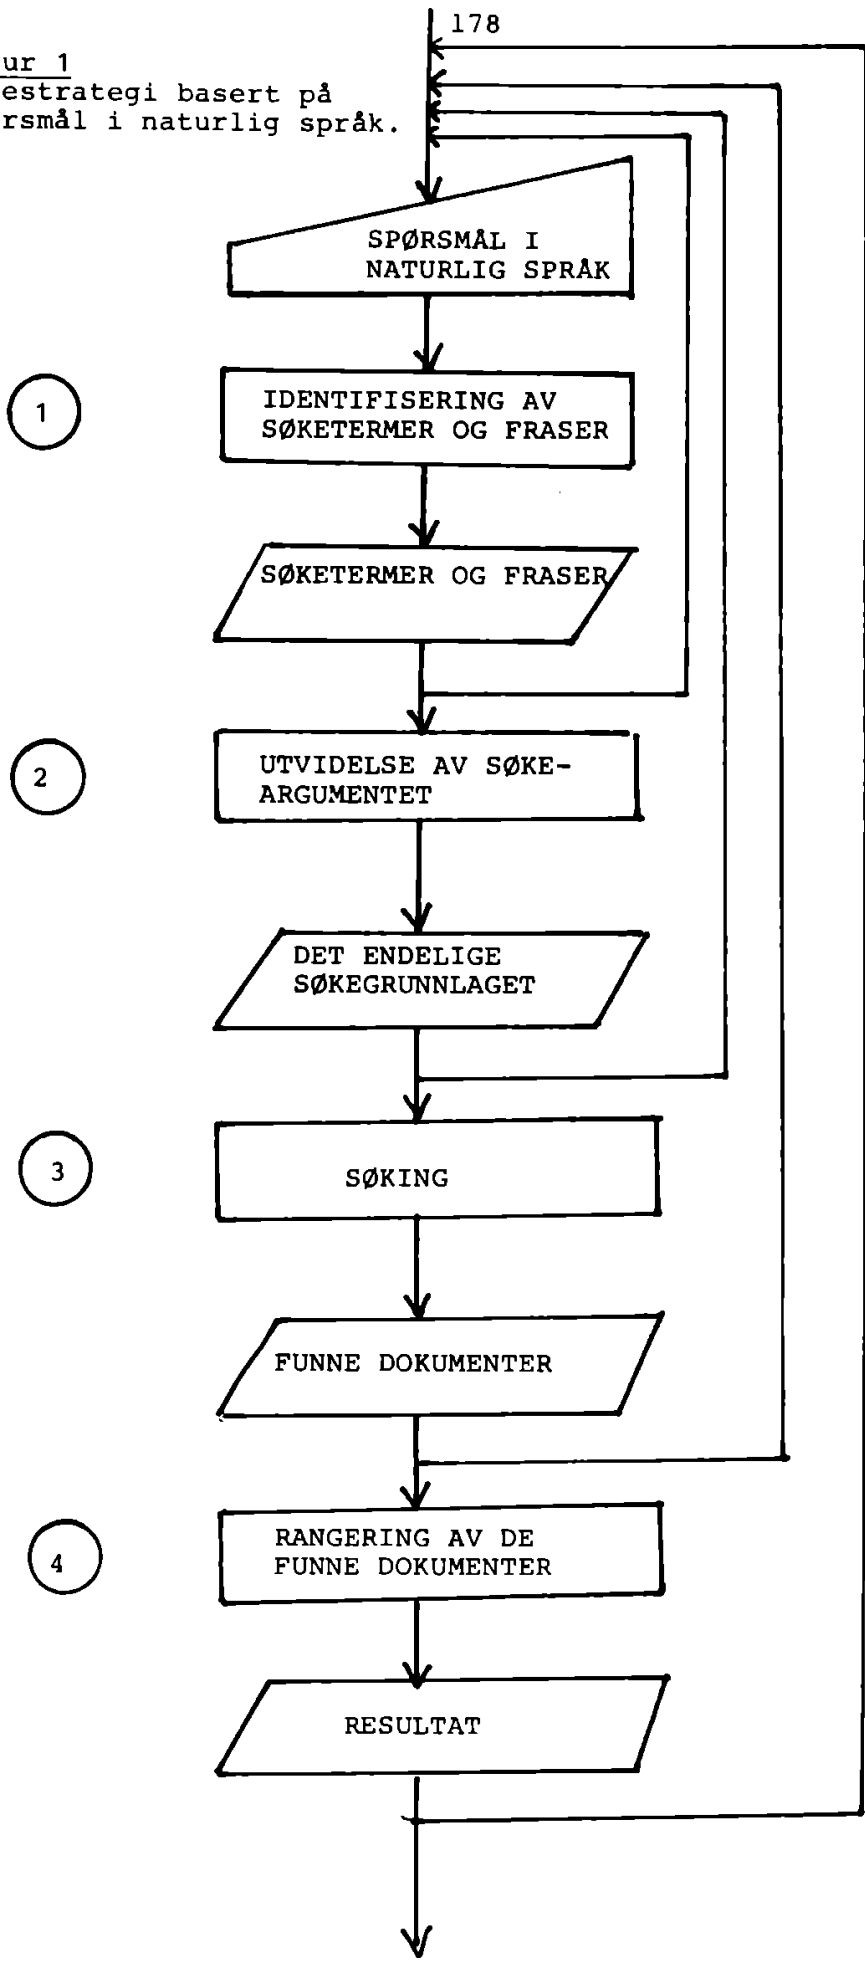 178
ur 1
estrategi basert på
rsmål i naturlig språk.
SPØRSMÅL I
NATURLIG SPRÅK
1
IDENTIFISERING AV
SØKETERMER OG FRASER
SØKETERMER OG FRASER
2
UTVIDELSE AV SØKE-
ARGUMENTET
DET ENDELIGE
SØKEGRUNNLAGET
3
SØKING
FUNNE DOKUMENTER
4
RANGERING AV DE
FUNNE DOKUMENTER
RESULTAT